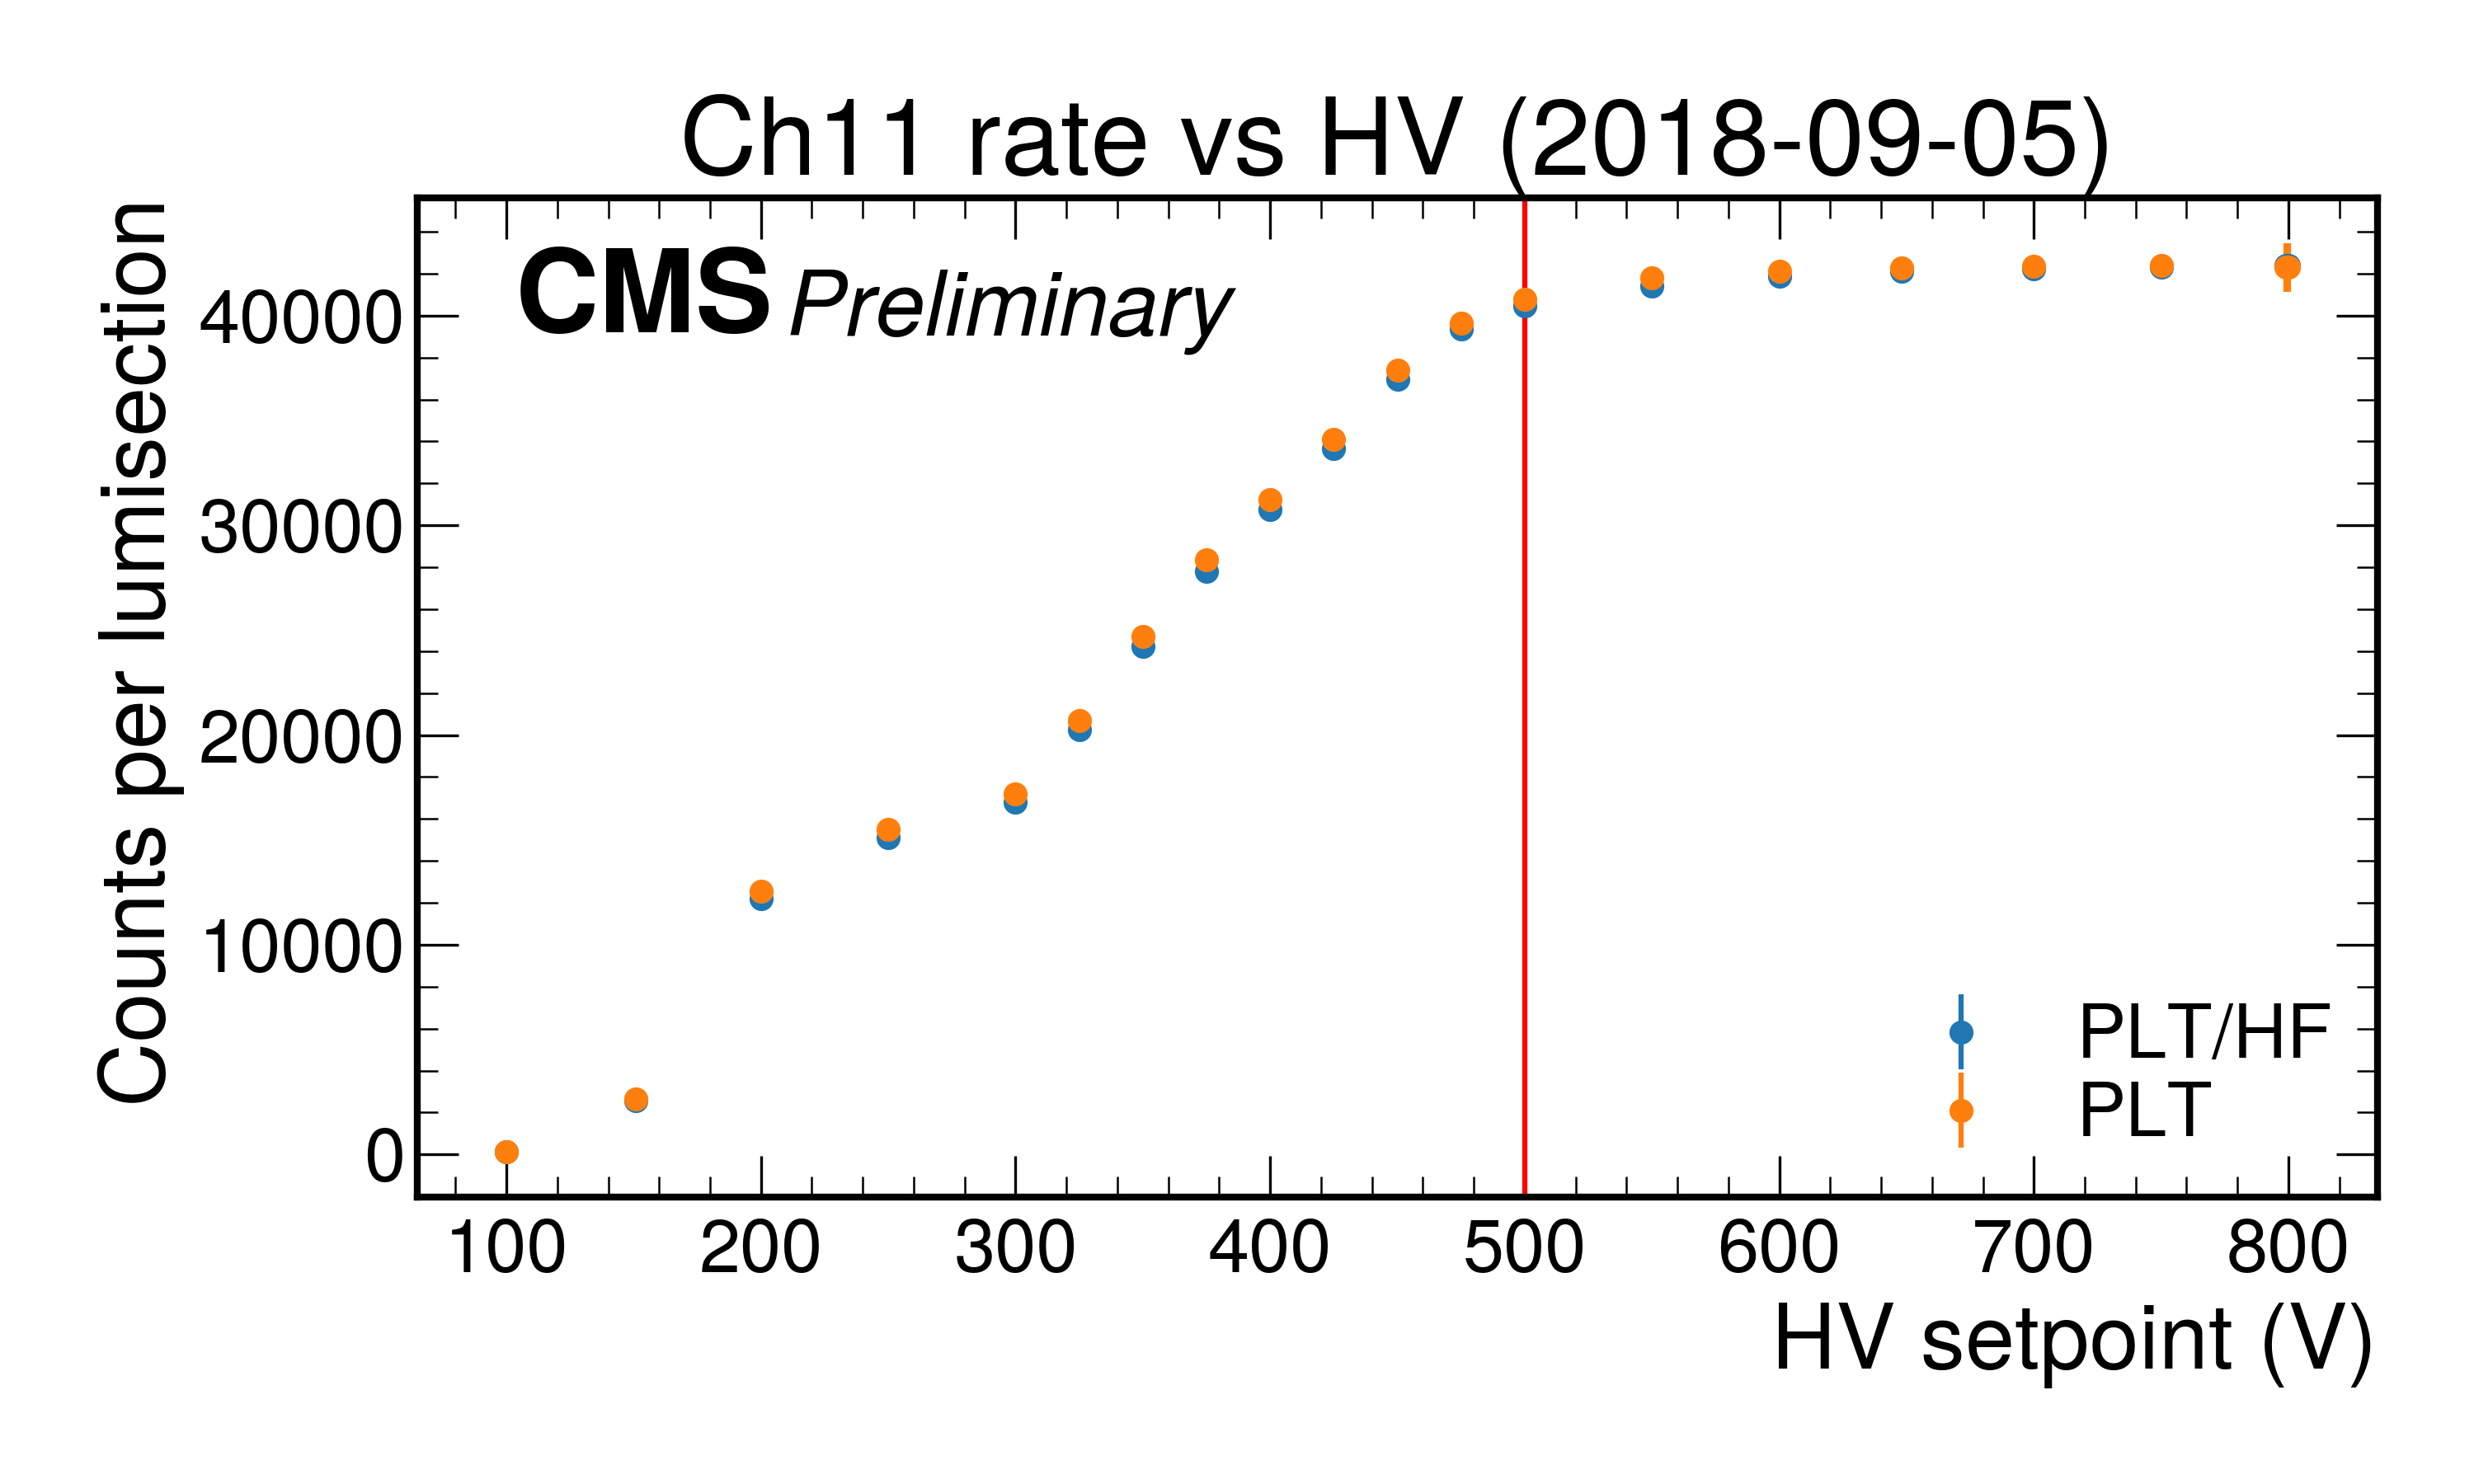 Ch11 rate vs HV (2018-09-05)
CMS Preliminary
Counts per lumisection
40000
30000
20000
10000
0
PLT/HF
PLT
100 200 300 400 500 600 700 800
HV setpoint (V)